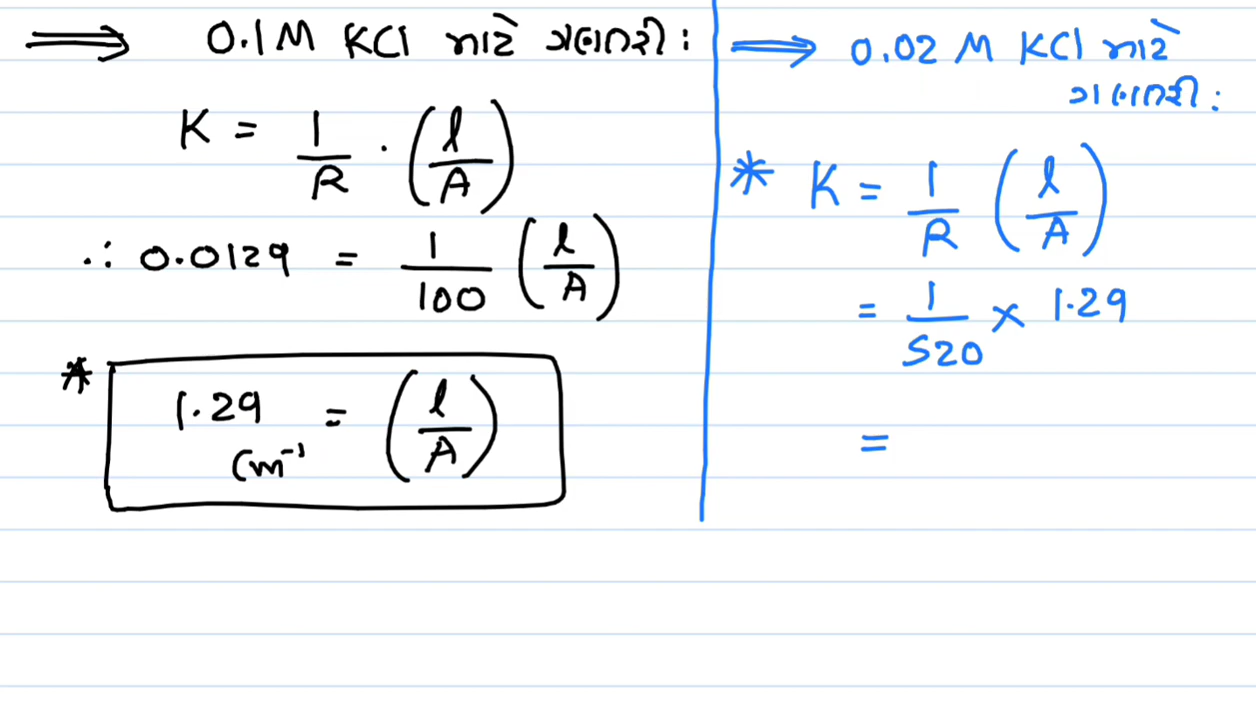 ⟹ 0.1M KCl માટે ગણતરી:
K = 1/R · (l/A)
∴ 0.0129 = 1/100 (l/A)
* 1.29 cm⁻¹ = (l/A)
⟹ 0.02 M KCl માટે
ગણતરી:
* K = 1/R (l/A)
= 1/520 × 1.29
=